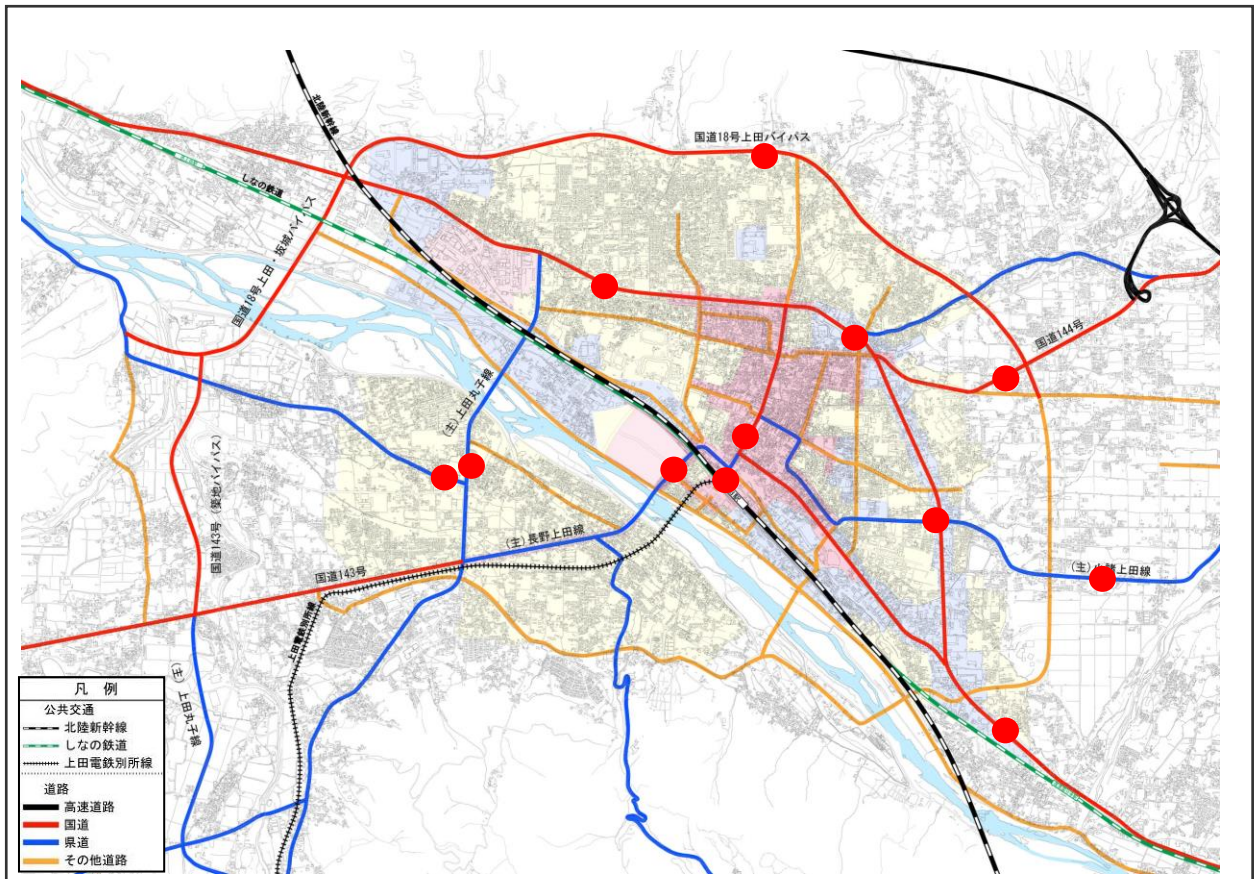 国道18号上田バイパス
北陸新幹線
しなの鉄道
国道18号上田・坂城バイパス
国道144号
(主)上田丸子線
国道143号(築地バイパス)
(主)長野上田線
国道143号
上田電鉄別所線
(主)上田丸子線
凡 例
公共交通
北陸新幹線
しなの鉄道
上田電鉄別所線
道路
高速道路
国道
県道
その他道路